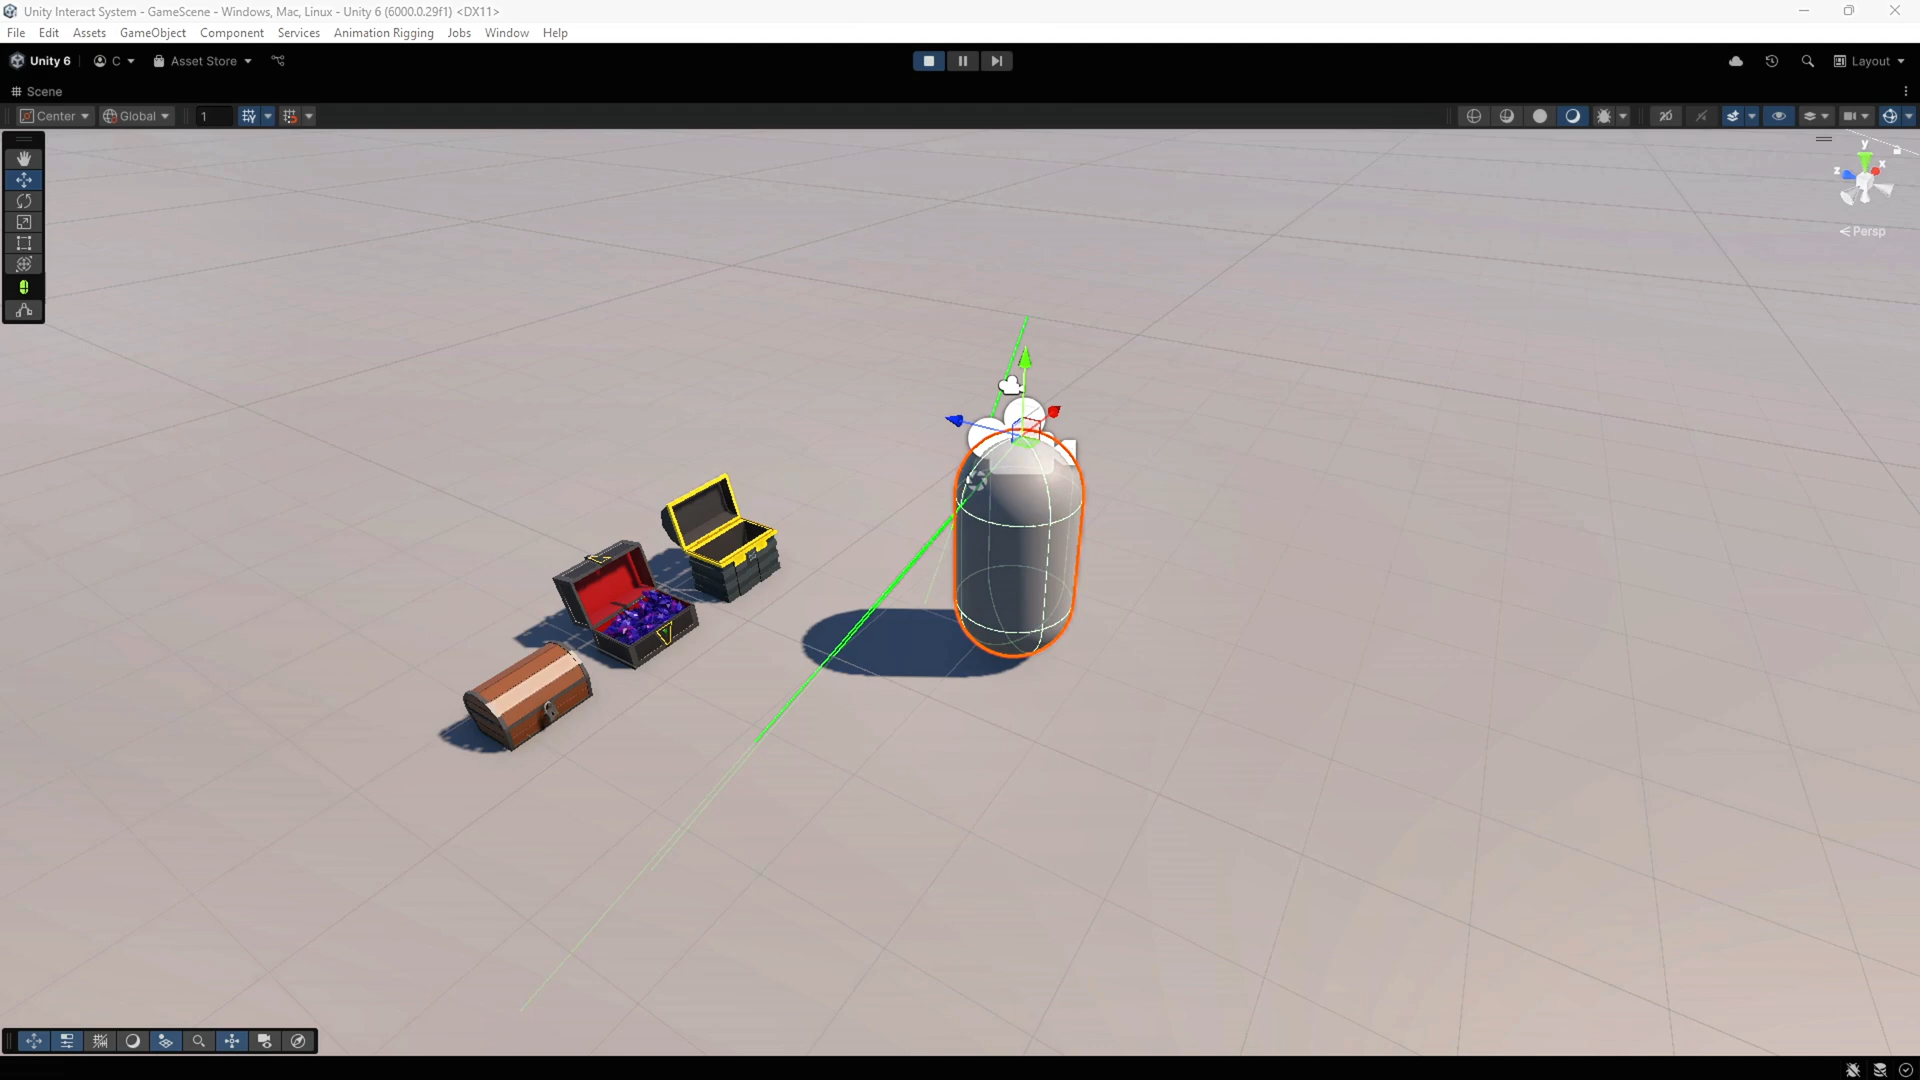 Unity Interact System - GameScene - Windows, Mac, Linux - Unity 6 (6000.0.29f1) <DX11>
File Edit Assets GameObject Component Services Animation Rigging Jobs Window Help
Unity 6 C Asset Store Layout
Scene
Center Global 1 2D
y
x
z
Persp